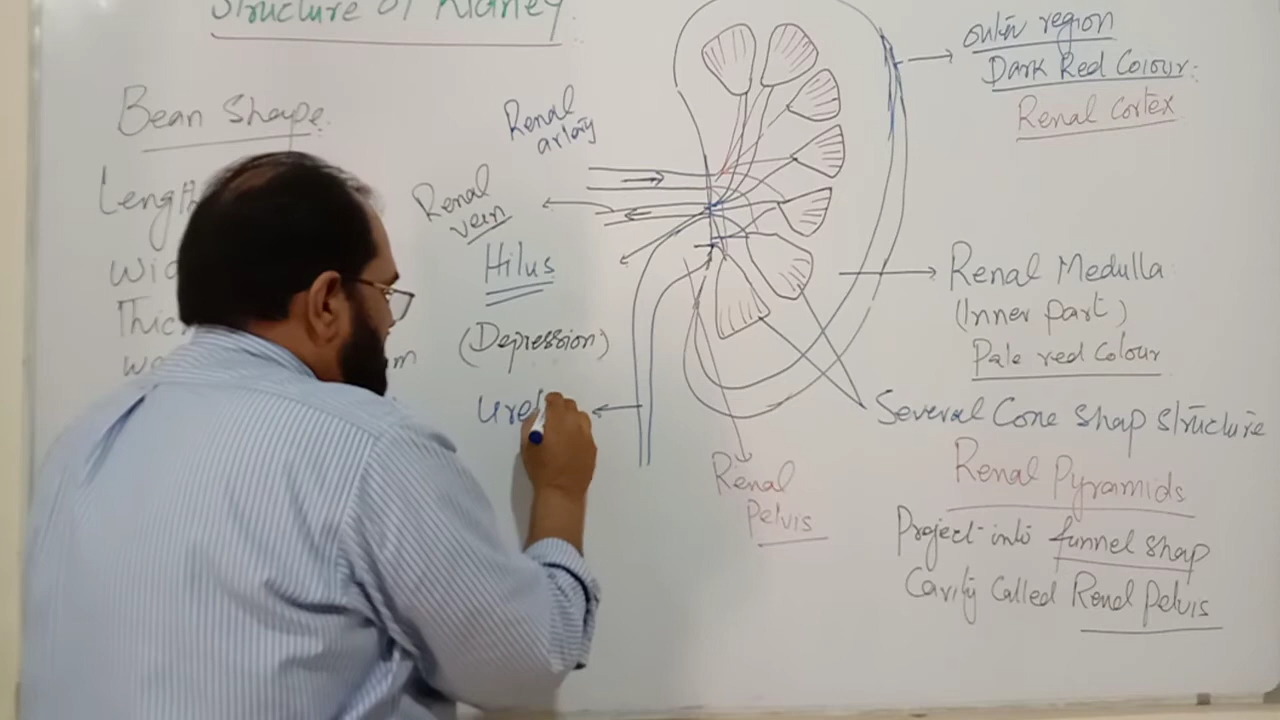 Structure of Kidney
Bean Shape
Length
Renal
artery
Renal
vein
Hilus
(Depression)
outer region
Dark Red Colour
Renal Cortex
Renal Medulla
(Inner part)
Pale red Colour
Several Cone Shap Structure
Renal Pyramids
Project into funnel shap
Cavity Called Renal Pelvis
Renal
Pelvis